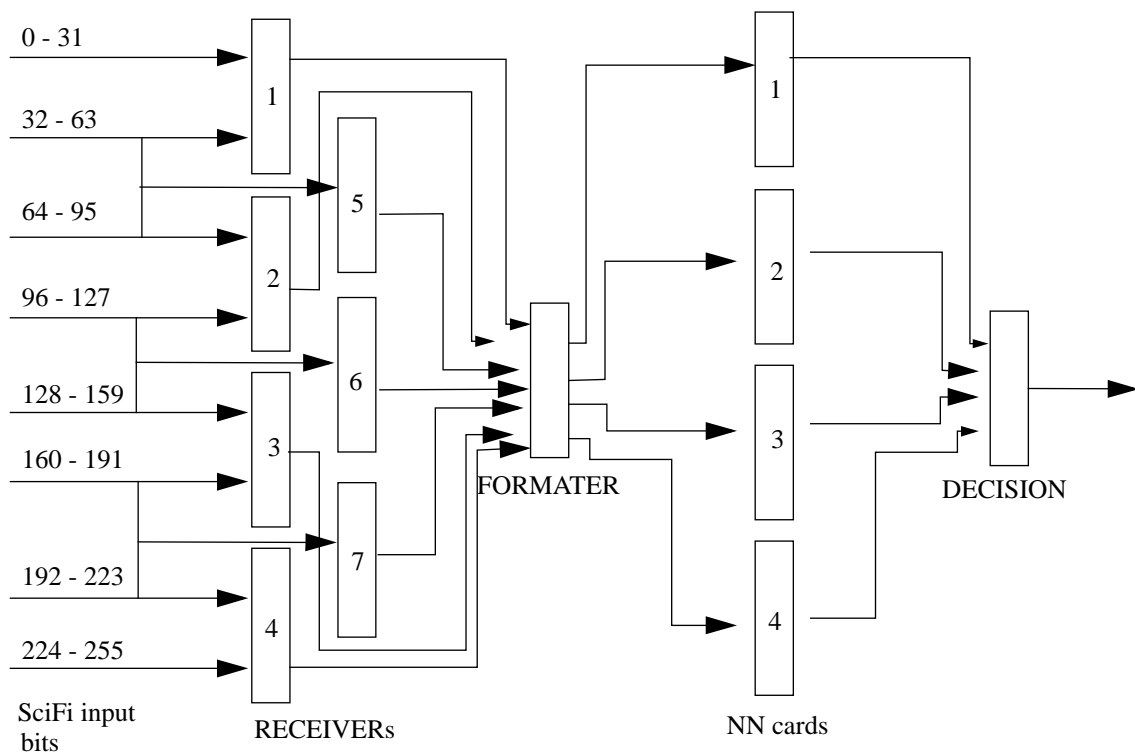 0 - 31
32 - 63
64 - 95
96 - 127
128 - 159
160 - 191
192 - 223
224 - 255
SciFi input
bits
1
2
3
4
RECEIVERs
5
6
7
FORMATER
1
2
3
4
NN cards
DECISION